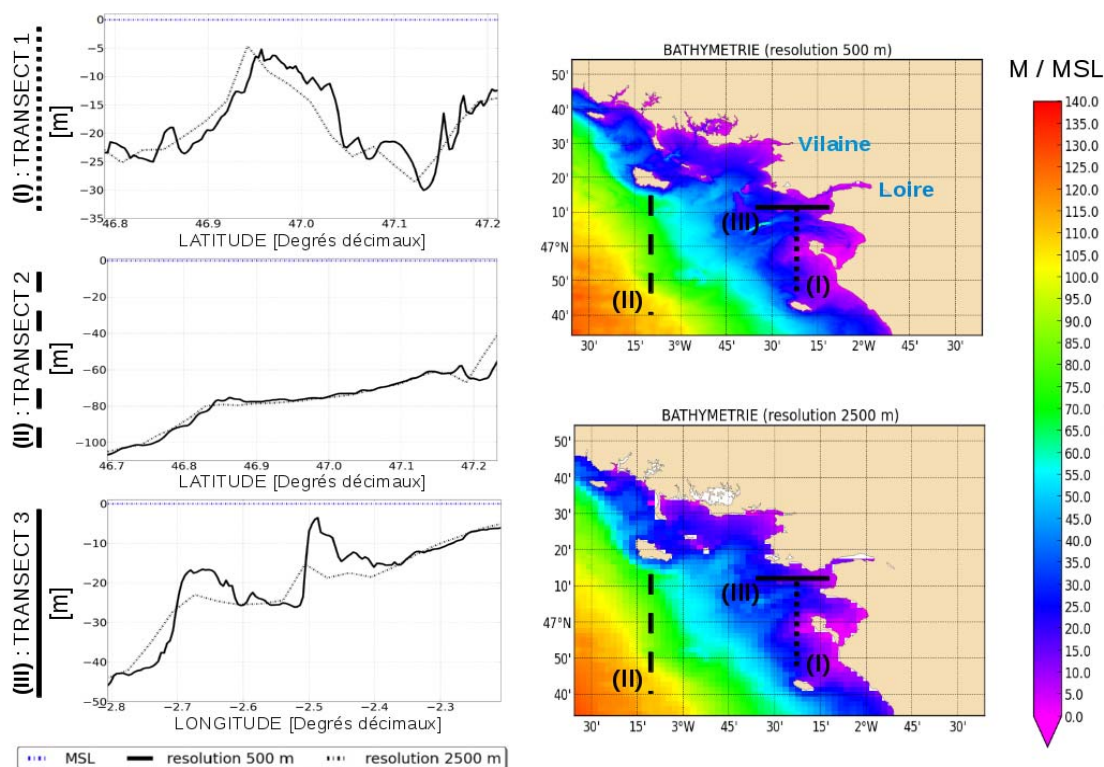 (I) : TRANSECT 1
[m]
0
−5
−10
−15
−20
−25
−30
−35
46.8 46.9 47.0 47.1 47.2
LATITUDE [Degrés décimaux]
(II) : TRANSECT 2
[m]
0
−20
−40
−60
−80
−100
46.7 46.8 46.9 47.0 47.1 47.2
LATITUDE [Degrés décimaux]
(III) : TRANSECT 3
[m]
0
−10
−20
−30
−40
−50
−2.8 −2.7 −2.6 −2.5 −2.4 −2.3
LONGITUDE [Degrés décimaux]
MSL resolution 500 m resolution 2500 m
BATHYMETRIE (resolution 500 m)
50'
40'
30'
20'
10'
47°N
50'
40'
Vilaine
Loire
(III)
(II)
(I)
30' 15' 3°W 45' 30' 15' 2°W 45'
BATHYMETRIE (resolution 2500 m)
50'
40'
30'
20'
10'
47°N
50'
40'
(III)
(II)
(I)
30' 15' 3°W 45' 30' 15' 2°W 45'
M / MSL
140.0
135.0
130.0
125.0
120.0
115.0
110.0
105.0
100.0
95.0
90.0
85.0
80.0
75.0
70.0
65.0
60.0
55.0
50.0
45.0
40.0
35.0
30.0
25.0
20.0
15.0
10.0
5.0
0.0